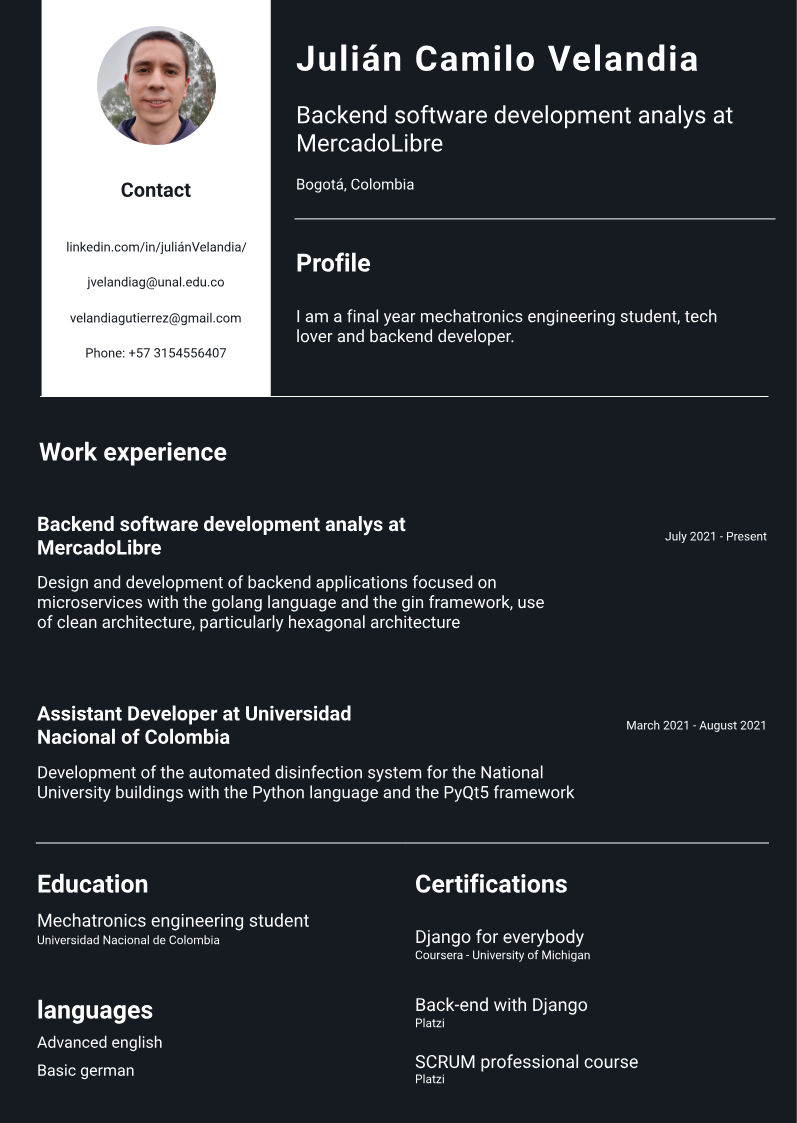 Julián Camilo Velandia
Backend software development analys at
MercadoLibre
Bogotá, Colombia
Contact
linkedin.com/in/juliánVelandia/
jvelandiag@unal.edu.co
velandiagutierrez@gmail.com
Phone: +57 3154556407
Profile
I am a final year mechatronics engineering student, tech
lover and backend developer.
Work experience
Backend software development analys at
MercadoLibre
July 2021 - Present
Design and development of backend applications focused on
microservices with the golang language and the gin framework, use
of clean architecture, particularly hexagonal architecture
Assistant Developer at Universidad
Nacional of Colombia
March 2021 - August 2021
Development of the automated disinfection system for the National
University buildings with the Python language and the PyQt5 framework
Education
Mechatronics engineering student
Universidad Nacional de Colombia
languages
Advanced english
Basic german
Certifications
Django for everybody
Coursera - University of Michigan
Back-end with Django
Platzi
SCRUM professional course
Platzi